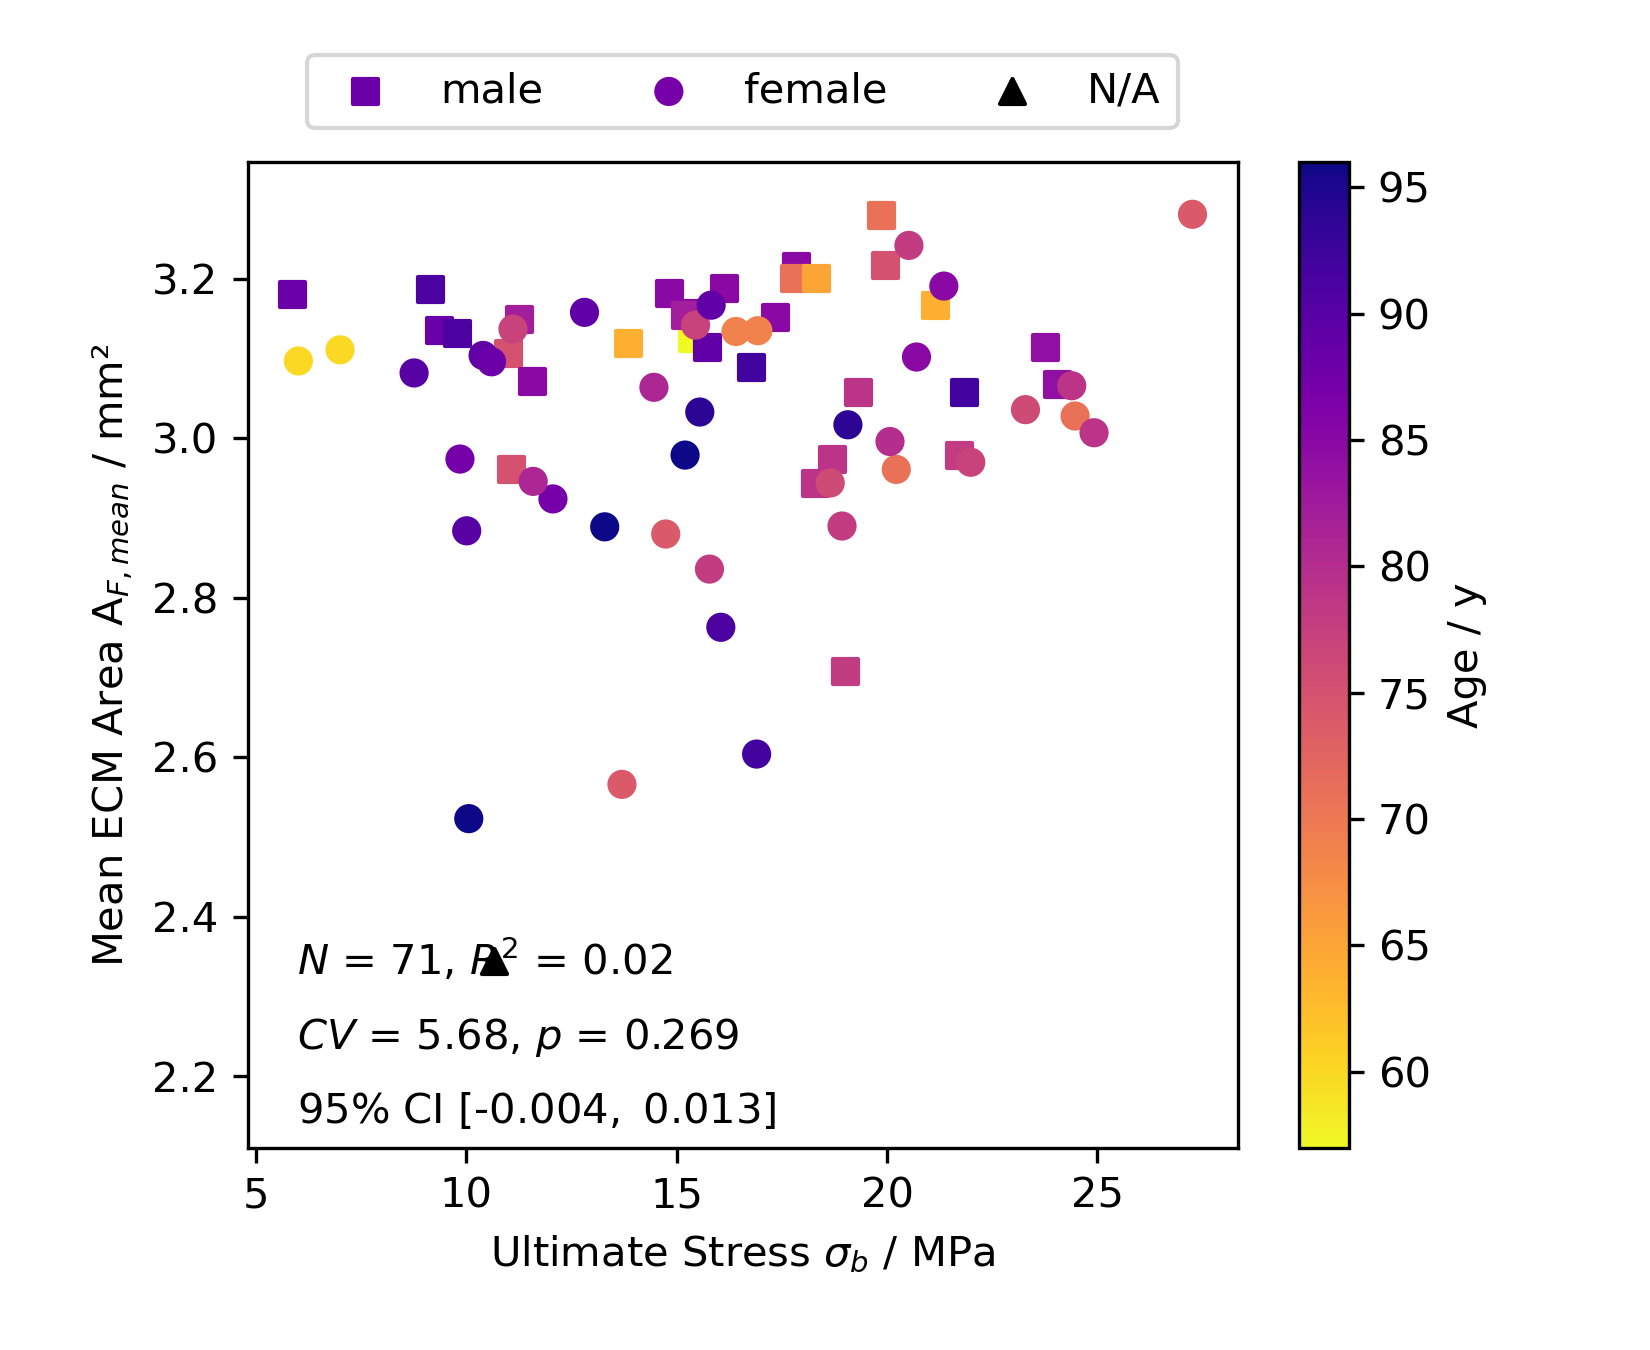 male female N/A
Mean ECM Area A_F,mean / mm²
3.2
3.0
2.8
2.6
2.4
2.2
N = 71, R² = 0.02
CV = 5.68, p = 0.269
95% CI [-0.004, 0.013]
5 10 15 20 25
Ultimate Stress σ_b / MPa
95
90
85
80
75
70
65
60
Age / y